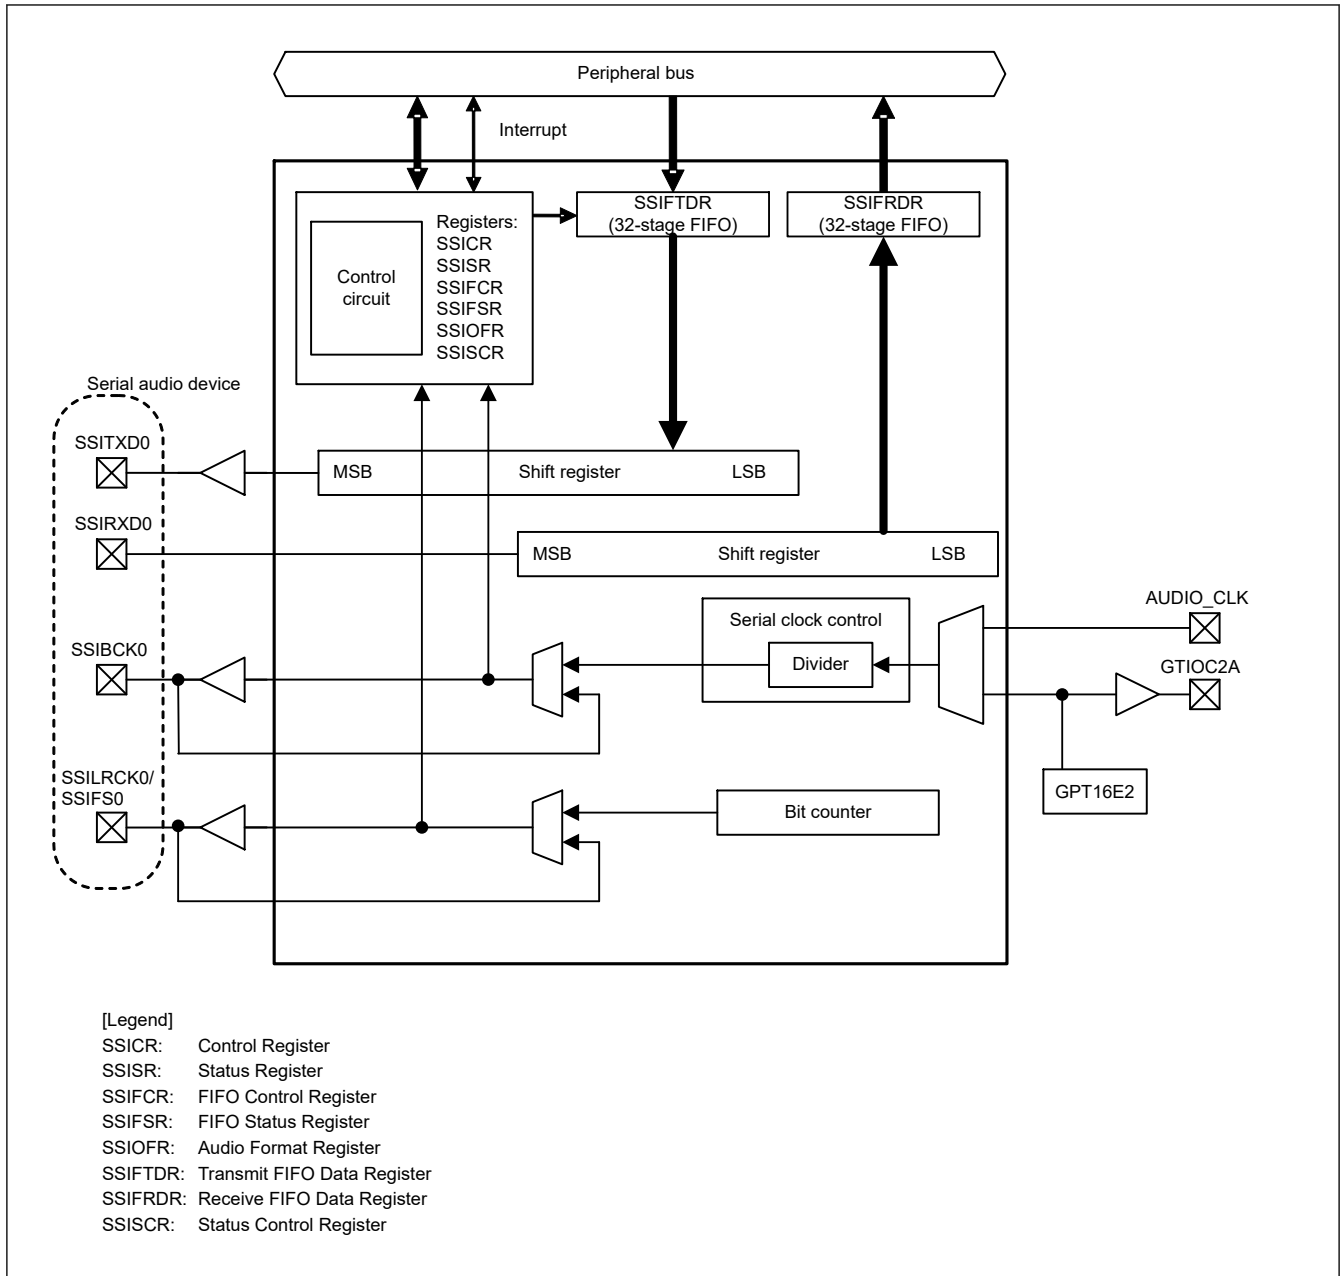 Peripheral bus
Interrupt
SSIFTDR
(32-stage FIFO)
SSIFRDR
(32-stage FIFO)
Control
circuit
Registers:
SSICR
SSISR
SSIFCR
SSIFSR
SSIOFR
SSISCR
Serial audio device
SSITXD0
MSB Shift register LSB
SSIRXD0
MSB Shift register LSB
AUDIO_CLK
Serial clock control
Divider
SSIBCK0
GTIOC2A
SSILRCK0/
SSIFS0
GPT16E2
Bit counter
[Legend]
SSICR: Control Register
SSISR: Status Register
SSIFCR: FIFO Control Register
SSIFSR: FIFO Status Register
SSIOFR: Audio Format Register
SSIFTDR: Transmit FIFO Data Register
SSIFRDR: Receive FIFO Data Register
SSISCR: Status Control Register